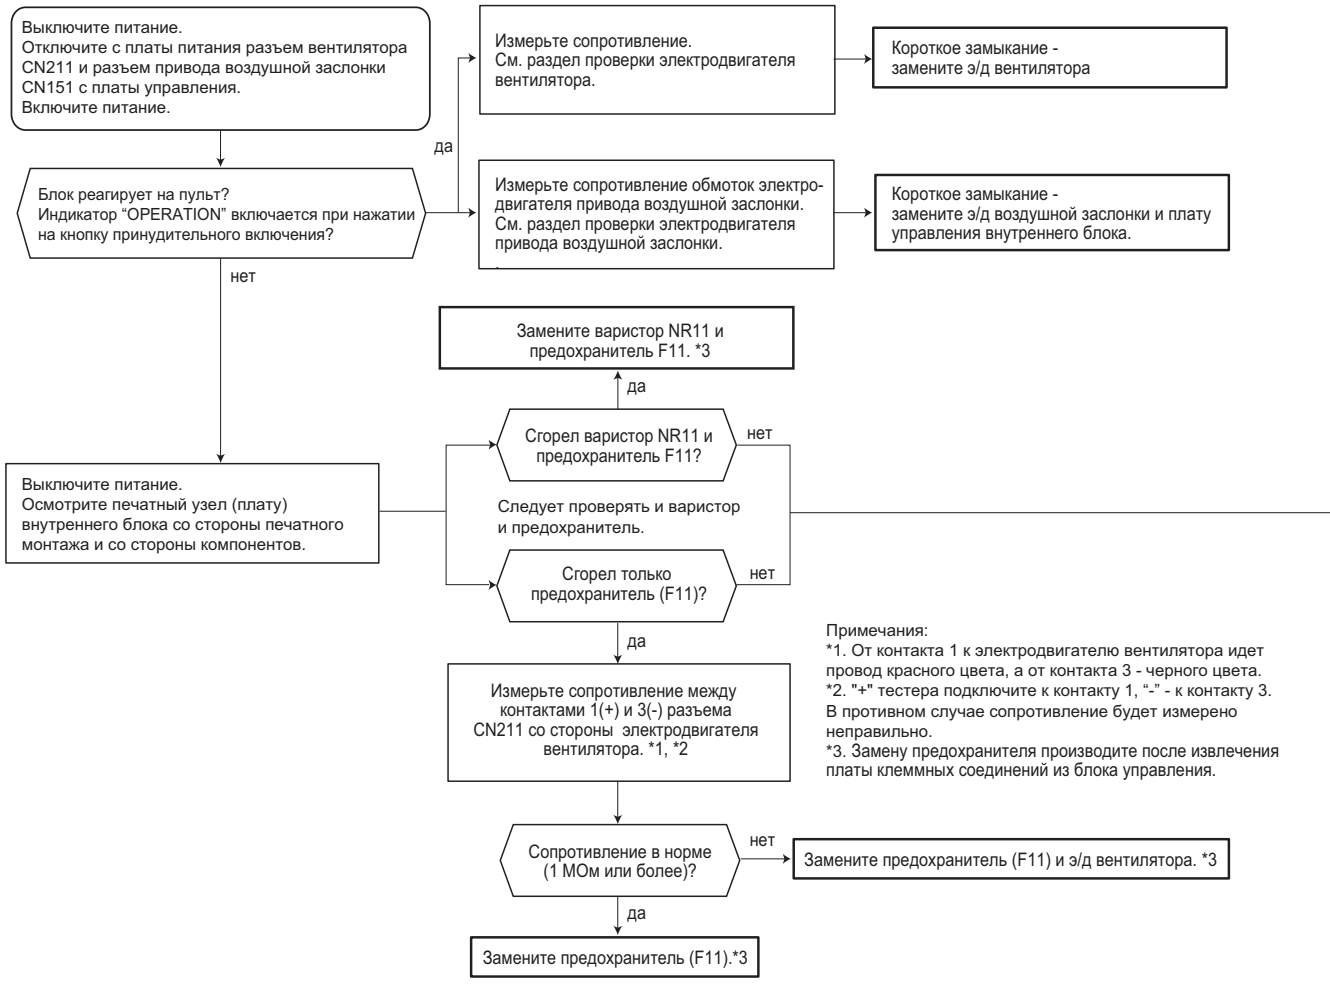 Выключите питание.
Отключите с платы питания разъем вентилятора
CN211 и разъем привода воздушной заслонки
CN151 с платы управления.
Включите питание.
Измерьте сопротивление.
См. раздел проверки электродвигателя
вентилятора.
Короткое замыкание -
замените э/д вентилятора
да
Блок реагирует на пульт?
Индикатор “OPERATION” включается при нажатии
на кнопку принудительного включения?
Измерьте сопротивление обмоток электро-
двигателя привода воздушной заслонки.
См. раздел проверки электродвигателя
привода воздушной заслонки.
.
Короткое замыкание -
замените э/д воздушной заслонки и плату
управления внутреннего блока.
нет
Замените варистор NR11 и
предохранитель F11. *3
да
Сгорел варистор NR11 и
предохранитель F11?
нет
Выключите питание.
Осмотрите печатный узел (плату)
внутреннего блока со стороны печатного
монтажа и со стороны компонентов.
Следует проверять и варистор
и предохранитель.
Сгорел только
предохранитель (F11)?
нет
да
Измерьте сопротивление между
контактами 1(+) и 3(-) разъема
CN211 со стороны электродвигателя
вентилятора. *1, *2
Примечания:
*1. От контакта 1 к электродвигателю вентилятора идет
провод красного цвета, а от контакта 3 - черного цвета.
*2. "+" тестера подключите к контакту 1, “-” - к контакту 3.
В противном случае сопротивление будет измерено
неправильно.
*3. Замену предохранителя производите после извлечения
платы клеммных соединений из блока управления.
Сопротивление в норме
(1 МОм или более)?
нет
Замените предохранитель (F11) и э/д вентилятора. *3
да
Замените предохранитель (F11).*3